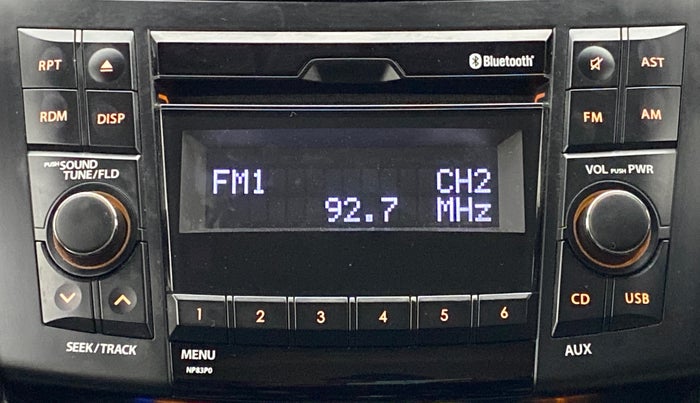 RPT
Bluetooth
AST
RDM DISP
FM AM
PUSH SOUND
TUNE/FLD
VOL PUSH PWR
FM1 CH2
92.7 MHz
CD USB
1 2 3 4 5 6
SEEK/TRACK
MENU
NP83P0
AUX